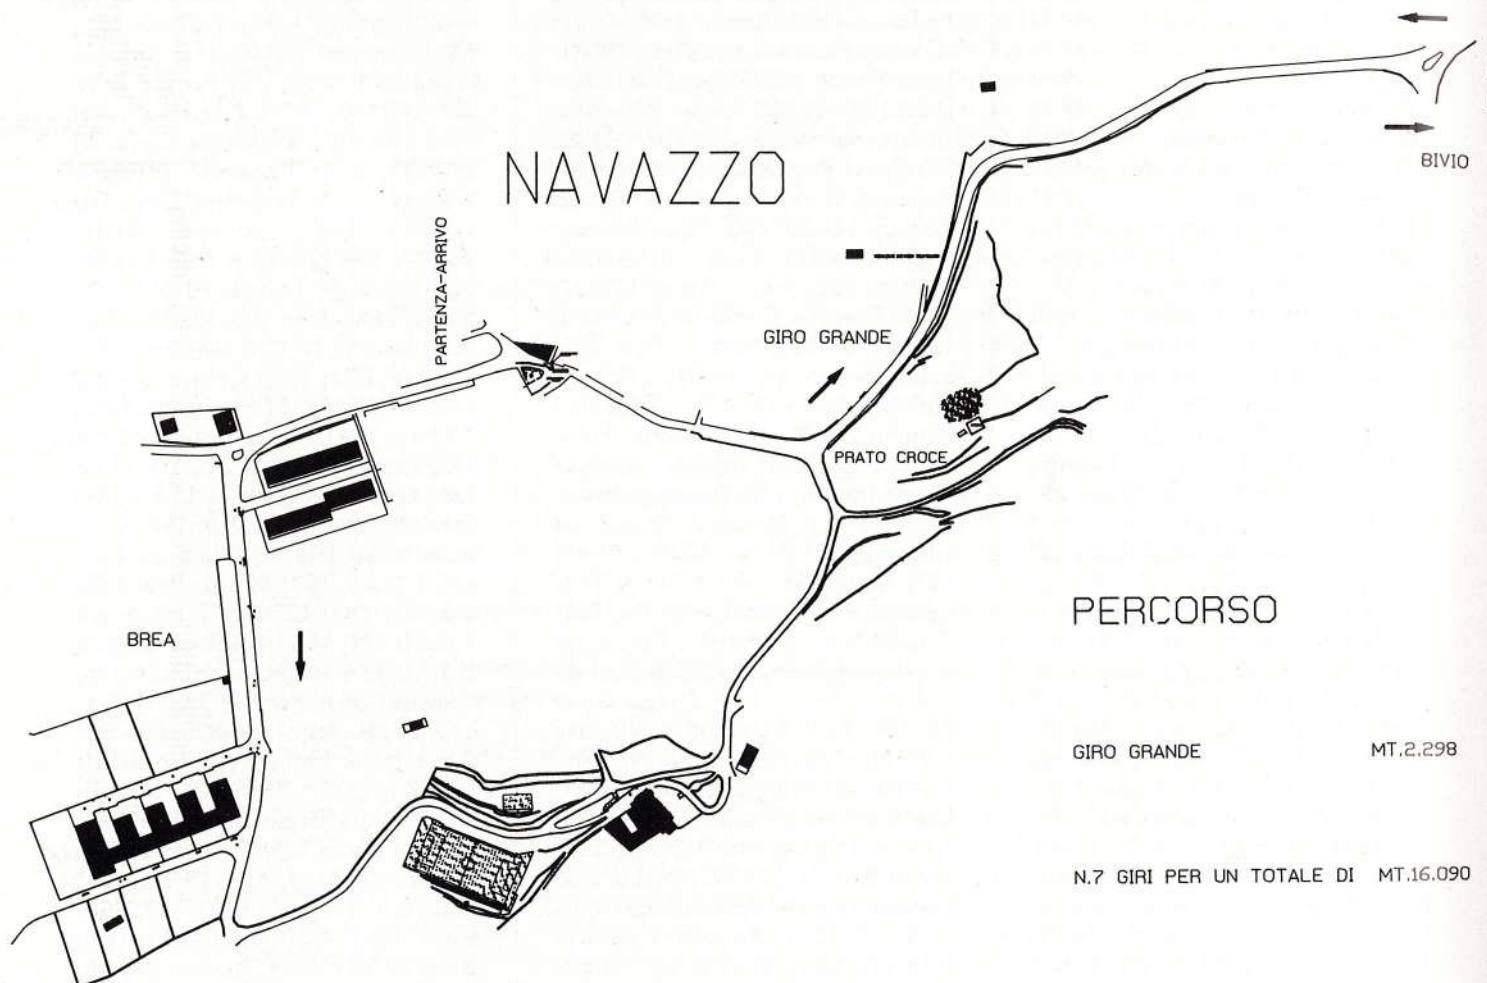 NAVAZZO
BIVIO
PARTENZA-ARRIVO
GIRO GRANDE
PRATO CROCE
BREA
PERCORSO
GIRO GRANDE MT.2.298
N.7 GIRI PER UN TOTALE DI MT.16.090